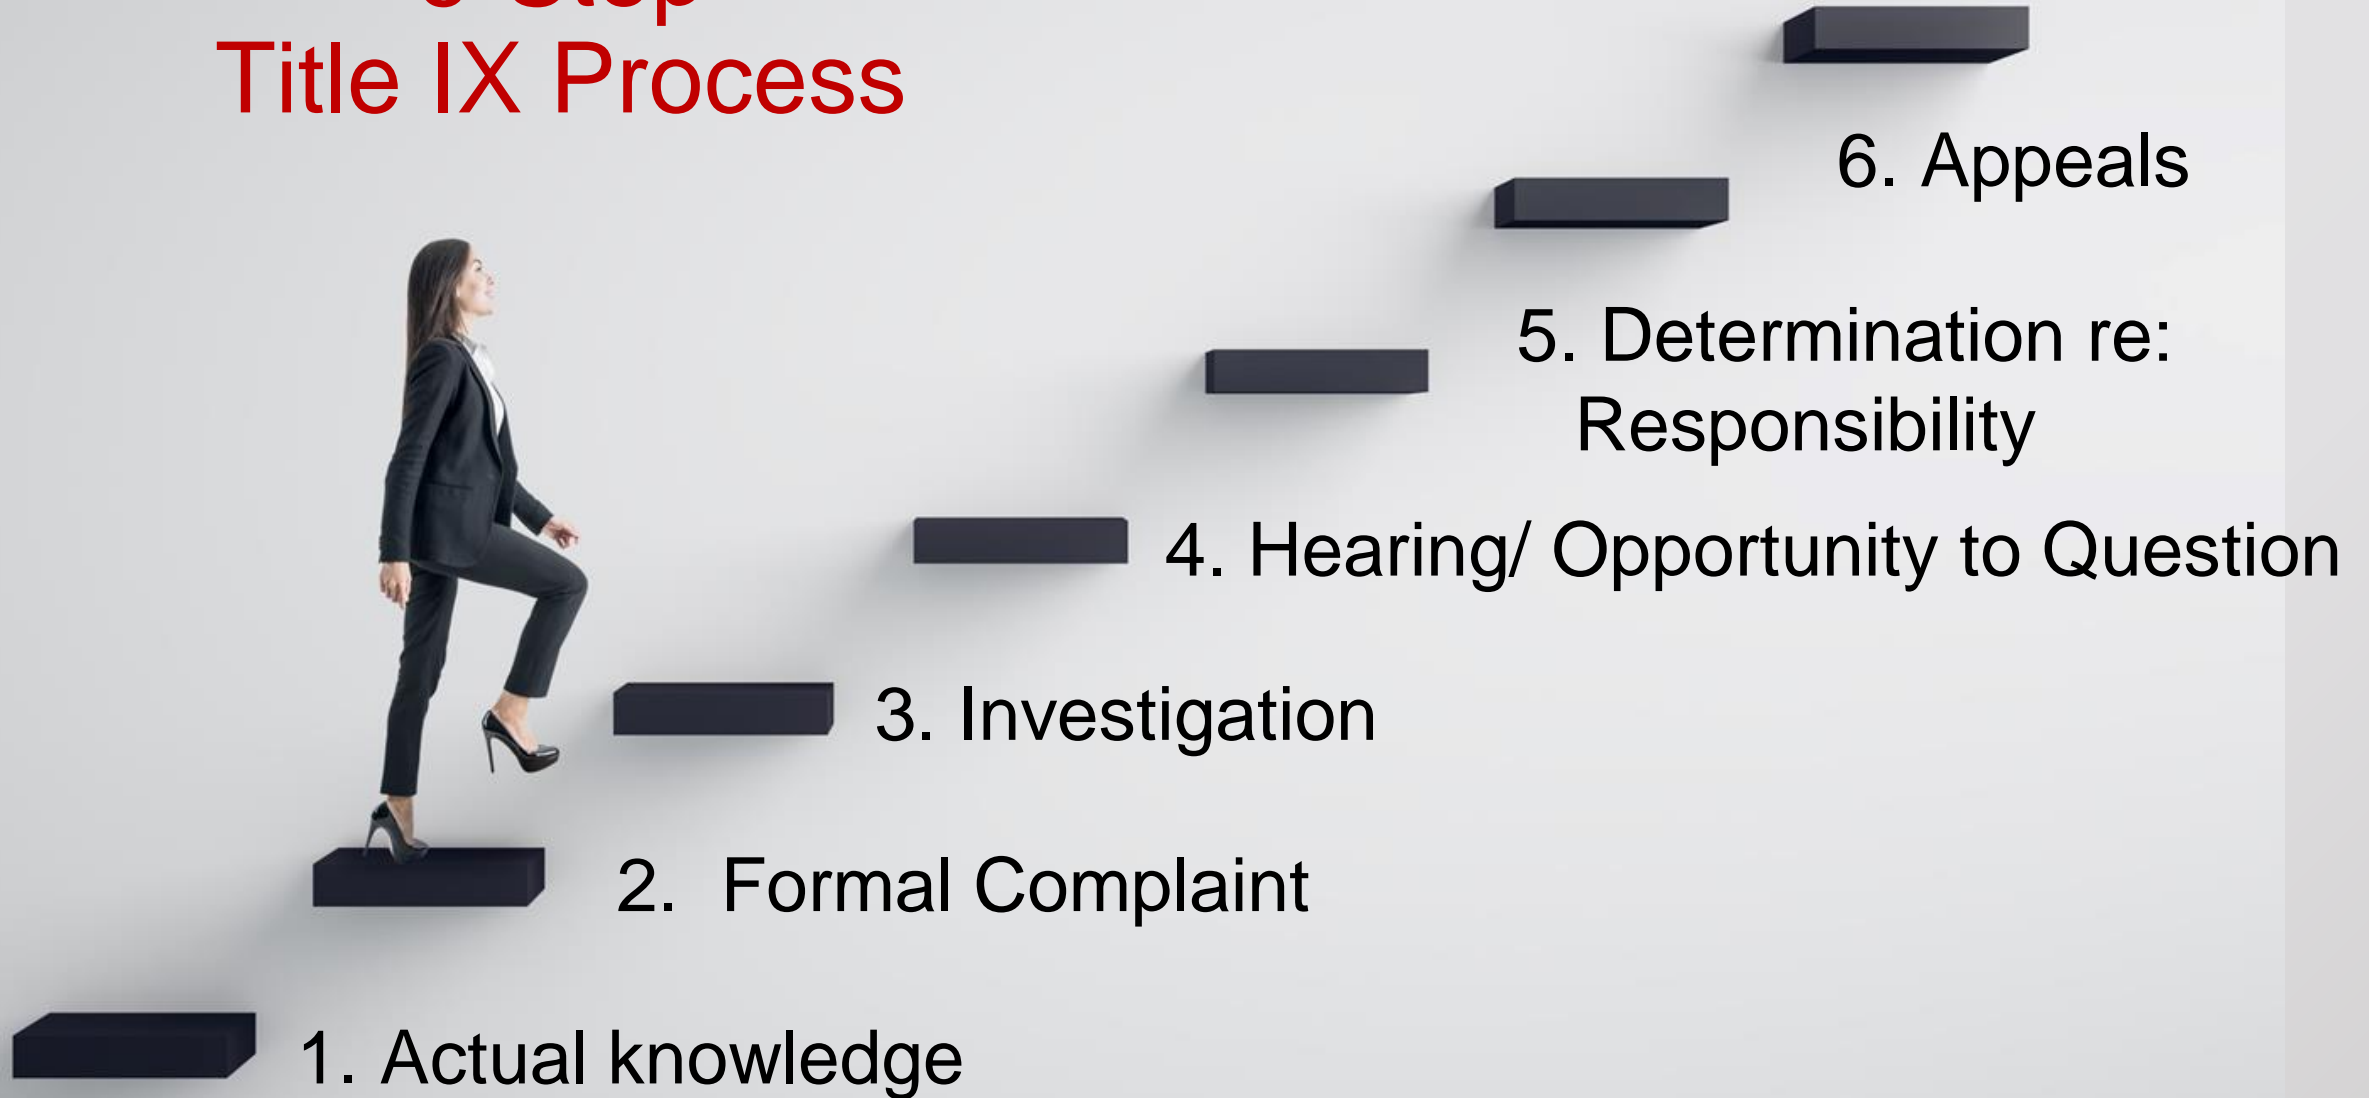 Step
Title IX Process
6. Appeals
5. Determination re:
Responsibility
4. Hearing/ Opportunity to Question
3. Investigation
2. Formal Complaint
1. Actual knowledge